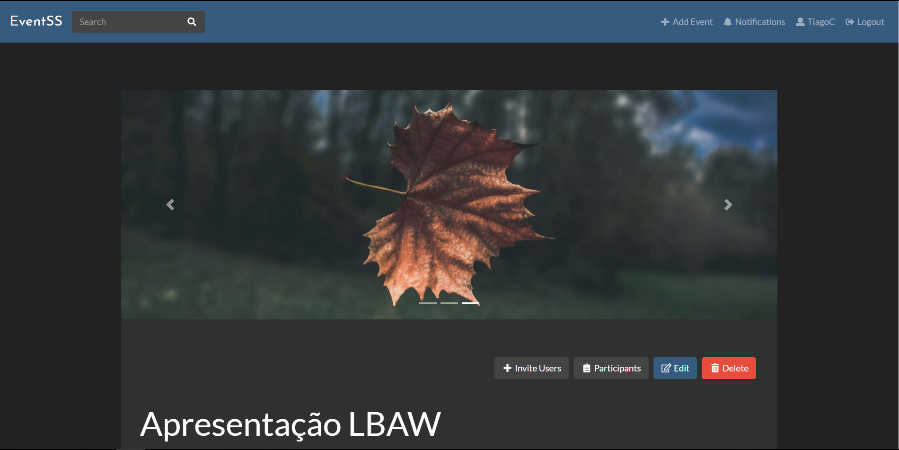 EventSS Search Add Event Notifications TiagoC Logout
Invite Users Participants Edit Delete
Apresentação LBAW